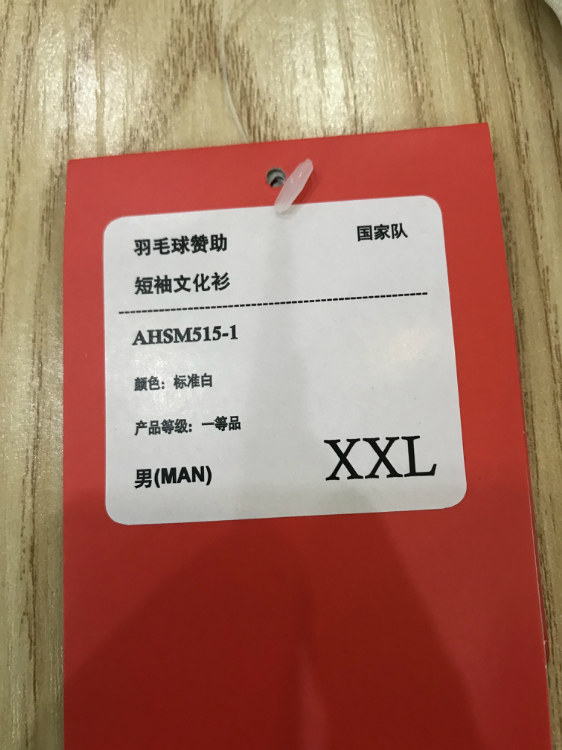 羽毛球赞助 国家队
短袖文化衫
AHSM515-1
颜色：标准白
产品等级：一等品
男(MAN) XXL